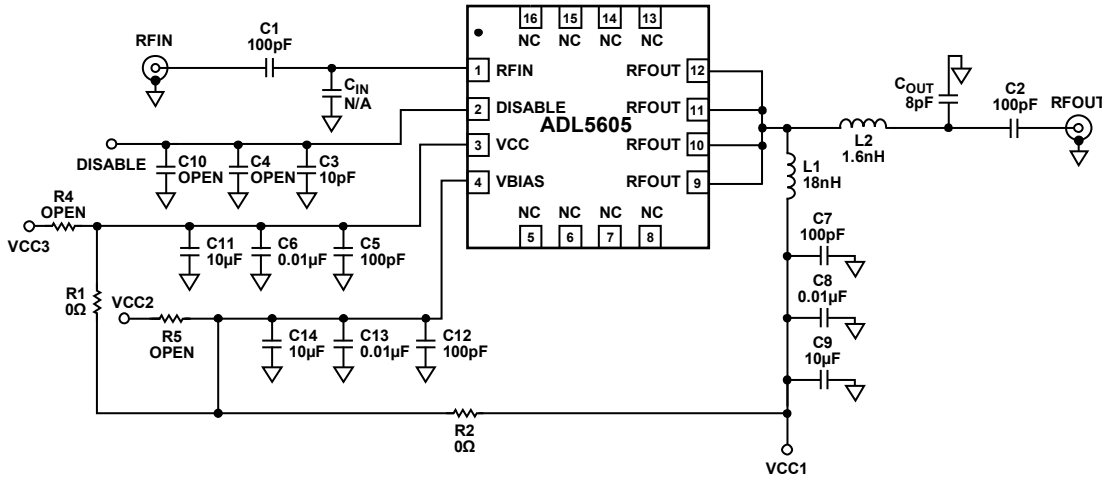 16
15
14
13
NC
NC
NC
NC
RFIN
C1
100pF
1
RFIN
C_IN
N/A
2
DISABLE
3
VCC
4
VBIAS
ADL5605
RFOUT
12
RFOUT
11
RFOUT
10
RFOUT
9
NC
NC
NC
NC
5
6
7
8
C_OUT
8pF
C2
100pF
RFOUT
L2
1.6nH
L1
18nH
DISABLE
C10
OPEN
C4
OPEN
C3
10pF
R4
OPEN
VCC3
C11
10µF
C6
0.01µF
C5
100pF
C7
100pF
C8
0.01µF
C9
10µF
R1
0Ω
VCC2
R5
OPEN
C14
10µF
C13
0.01µF
C12
100pF
R2
0Ω
VCC1